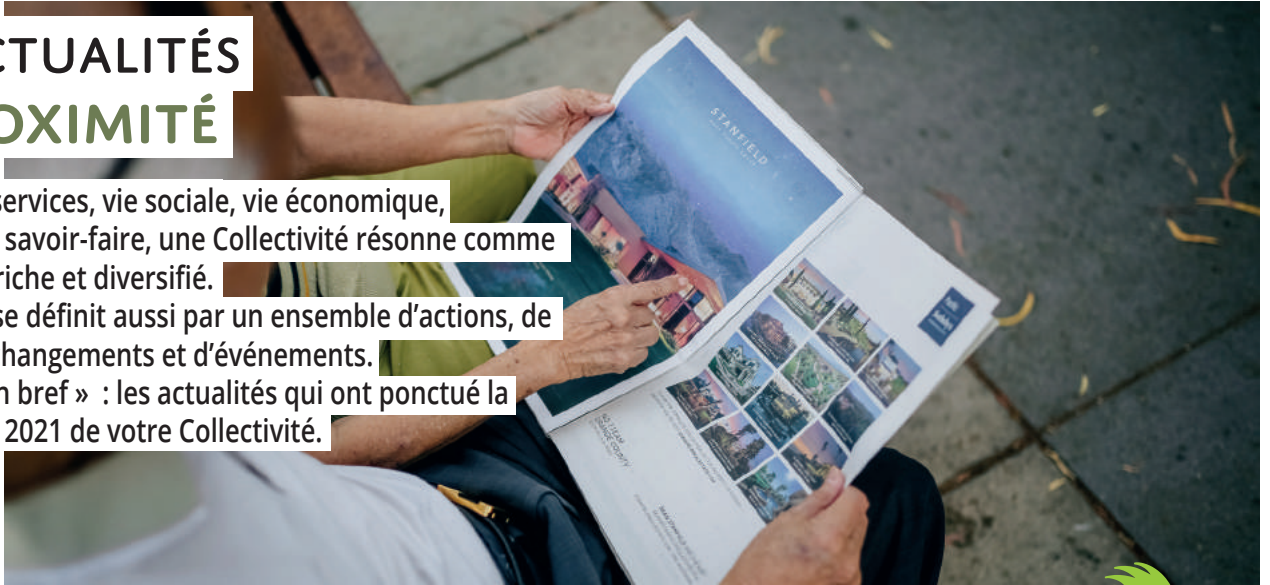 CTUALITÉS
OXIMITÉ
services, vie sociale, vie économique,
savoir-faire, une Collectivité résonne comme
riche et diversifié.
se définit aussi par un ensemble d’actions, de
hangements et d’événements.
n bref » : les actualités qui ont ponctué la
2021 de votre Collectivité.
STANFIELD
ORANGE COUNTY